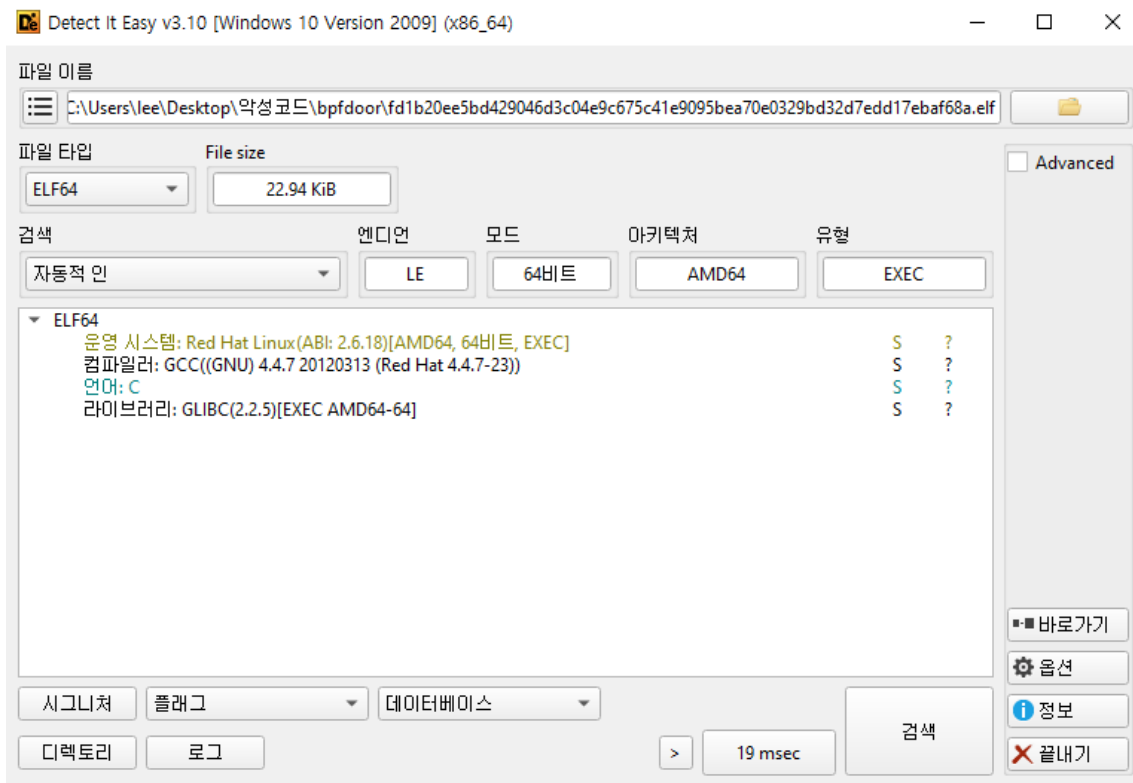 Detect It Easy v3.10 [Windows 10 Version 2009] (x86_64)
파일 이름
C:\Users\lee\Desktop\악성코드\bpfdoor\fd1b20ee5bd429046d3c04e9c675c41e9095bea70e0329bd32d7edd17ebaf68a.elf
파일 타입 File size
Advanced
ELF64 22.94 KiB
검색 엔디언 모드 아키텍처 유형
자동적 인 LE 64비트 AMD64 EXEC
ELF64
운영 시스템: Red Hat Linux(ABI: 2.6.18)[AMD64, 64비트, EXEC] S ?
컴파일러: GCC((GNU) 4.4.7 20120313 (Red Hat 4.4.7-23)) S ?
언어: C S ?
라이브러리: GLIBC(2.2.5)[EXEC AMD64-64] S ?
바로가기
옵션
시그니처 플래그 데이터베이스
검색
정보
디렉토리 로그 > 19 msec
끝내기